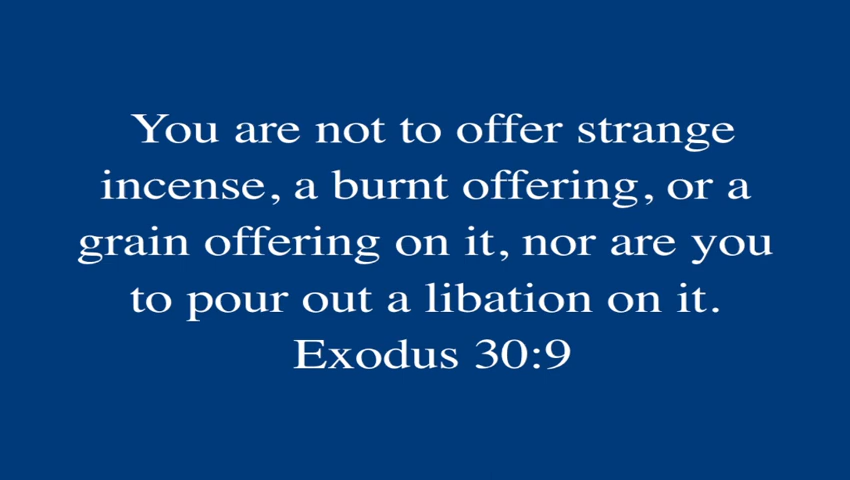 You are not to offer strange
incense, a burnt offering, or a
grain offering on it, nor are you
to pour out a libation on it.
Exodus 30:9